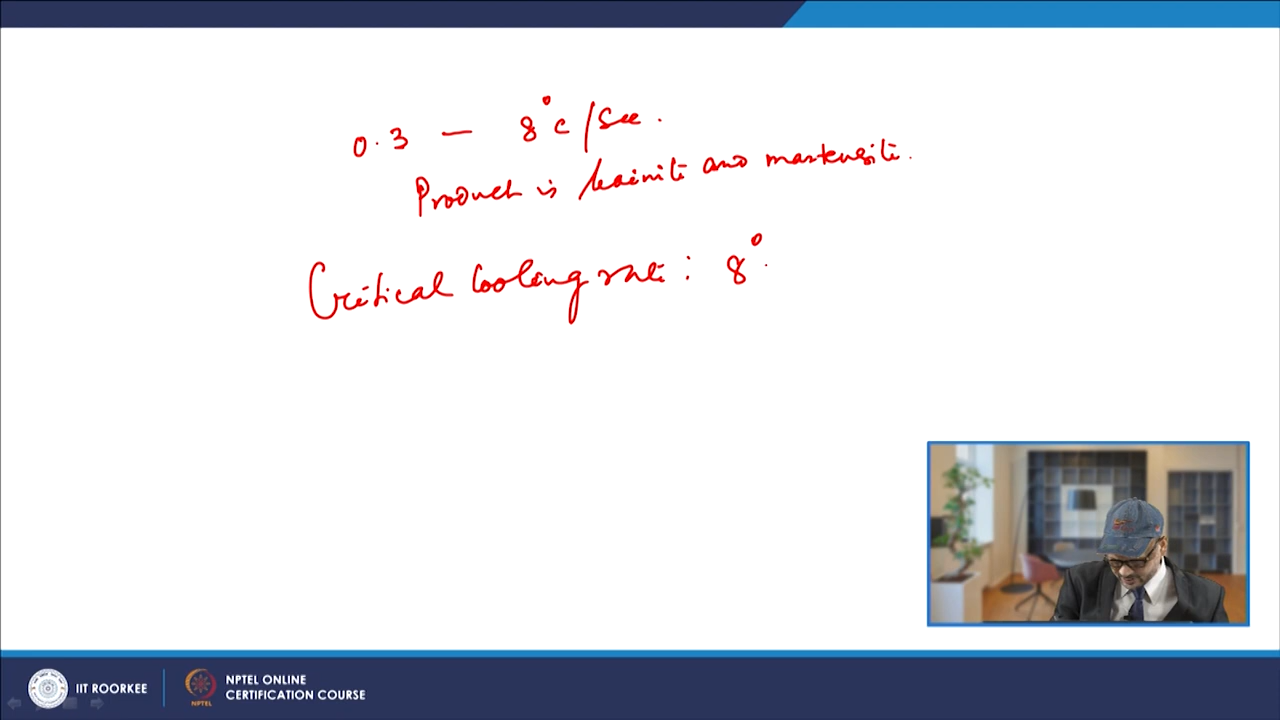 0.3 — 8°C/Sec.
Product is bainite and martensite.
Critical Cooling rate: 8°
IIT ROORKEE
NPTEL
NPTEL ONLINE
CERTIFICATION COURSE